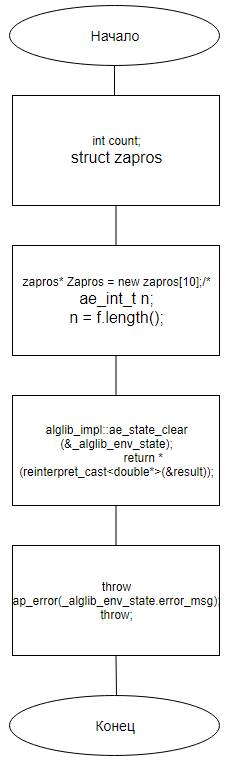 Начало
int count;
struct zapros
zapros* Zapros = new zapros[10];/*
ae_int_t n;
n = f.length();
alglib_impl::ae_state_clear
(&_alglib_env_state);
return *
(reinterpret_cast<double*>(&result));
throw
ap_error(_alglib_env_state.error_msg);
throw;
Конец